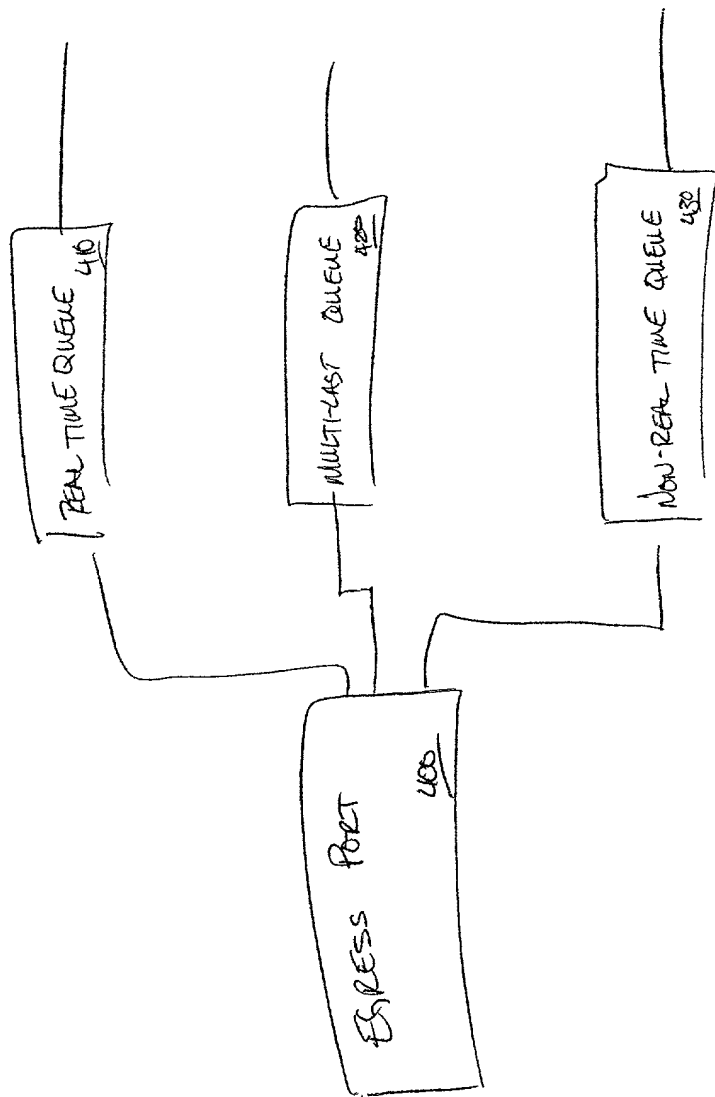 REAL TIME QUEUE
410
MULTI-CAST QUEUE
420
NON-REAL TIME QUEUE
430
EGRESS PORT
400